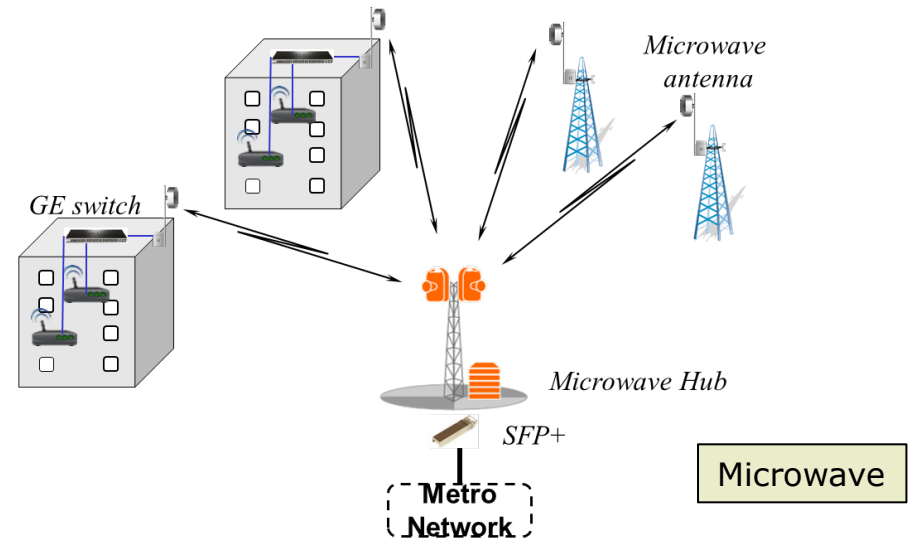 Microwave
antenna
GE switch
Microwave Hub
SFP+
Microwave
Metro
Network